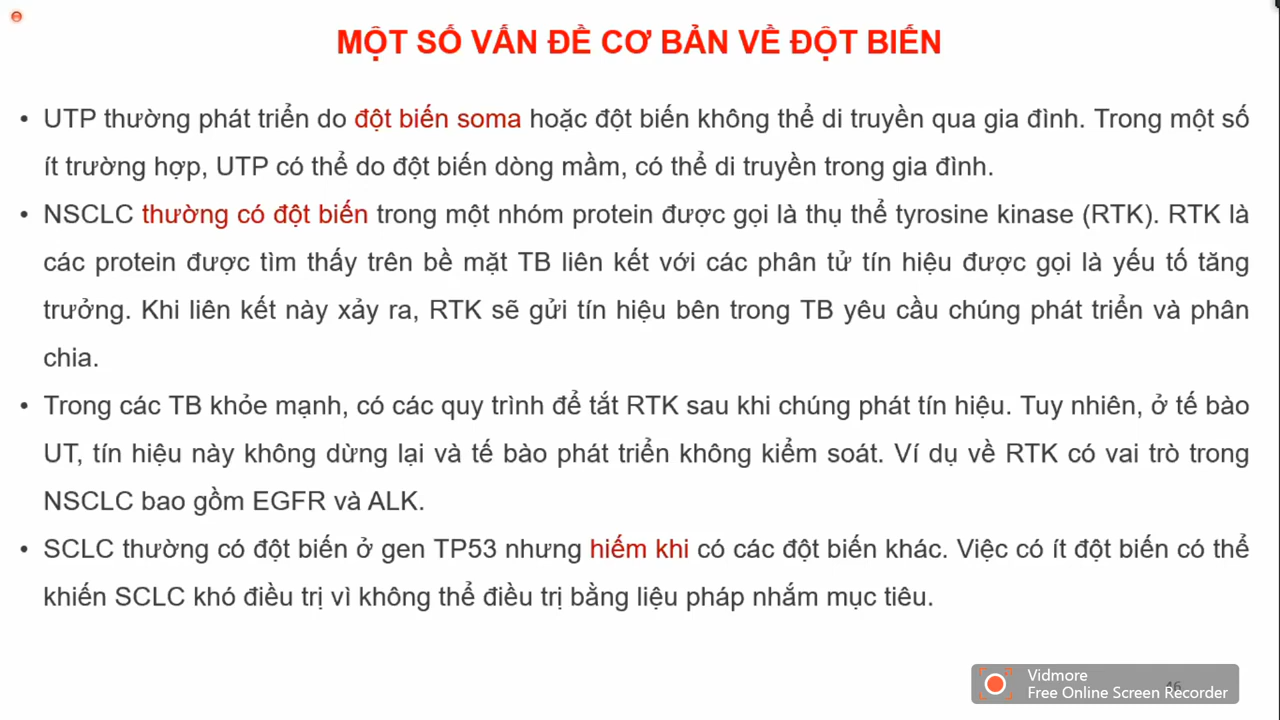 MỘT SỐ VẤN ĐỀ CƠ BẢN VỀ ĐỘT BIẾN
• UTP thường phát triển do đột biến soma hoặc đột biến không thể di truyền qua gia đình. Trong một số
ít trường hợp, UTP có thể do đột biến dòng mầm, có thể di truyền trong gia đình.
• NSCLC thường có đột biến trong một nhóm protein được gọi là thụ thể tyrosine kinase (RTK). RTK là
các protein được tìm thấy trên bề mặt TB liên kết với các phân tử tín hiệu được gọi là yếu tố tăng
trưởng. Khi liên kết này xảy ra, RTK sẽ gửi tín hiệu bên trong TB yêu cầu chúng phát triển và phân
chia.
• Trong các TB khỏe mạnh, có các quy trình để tắt RTK sau khi chúng phát tín hiệu. Tuy nhiên, ở tế bào
UT, tín hiệu này không dừng lại và tế bào phát triển không kiểm soát. Ví dụ về RTK có vai trò trong
NSCLC bao gồm EGFR và ALK.
• SCLC thường có đột biến ở gen TP53 nhưng hiếm khi có các đột biến khác. Việc có ít đột biến có thể
khiến SCLC khó điều trị vì không thể điều trị bằng liệu pháp nhắm mục tiêu.
Vidmore
46
Free Online Screen Recorder